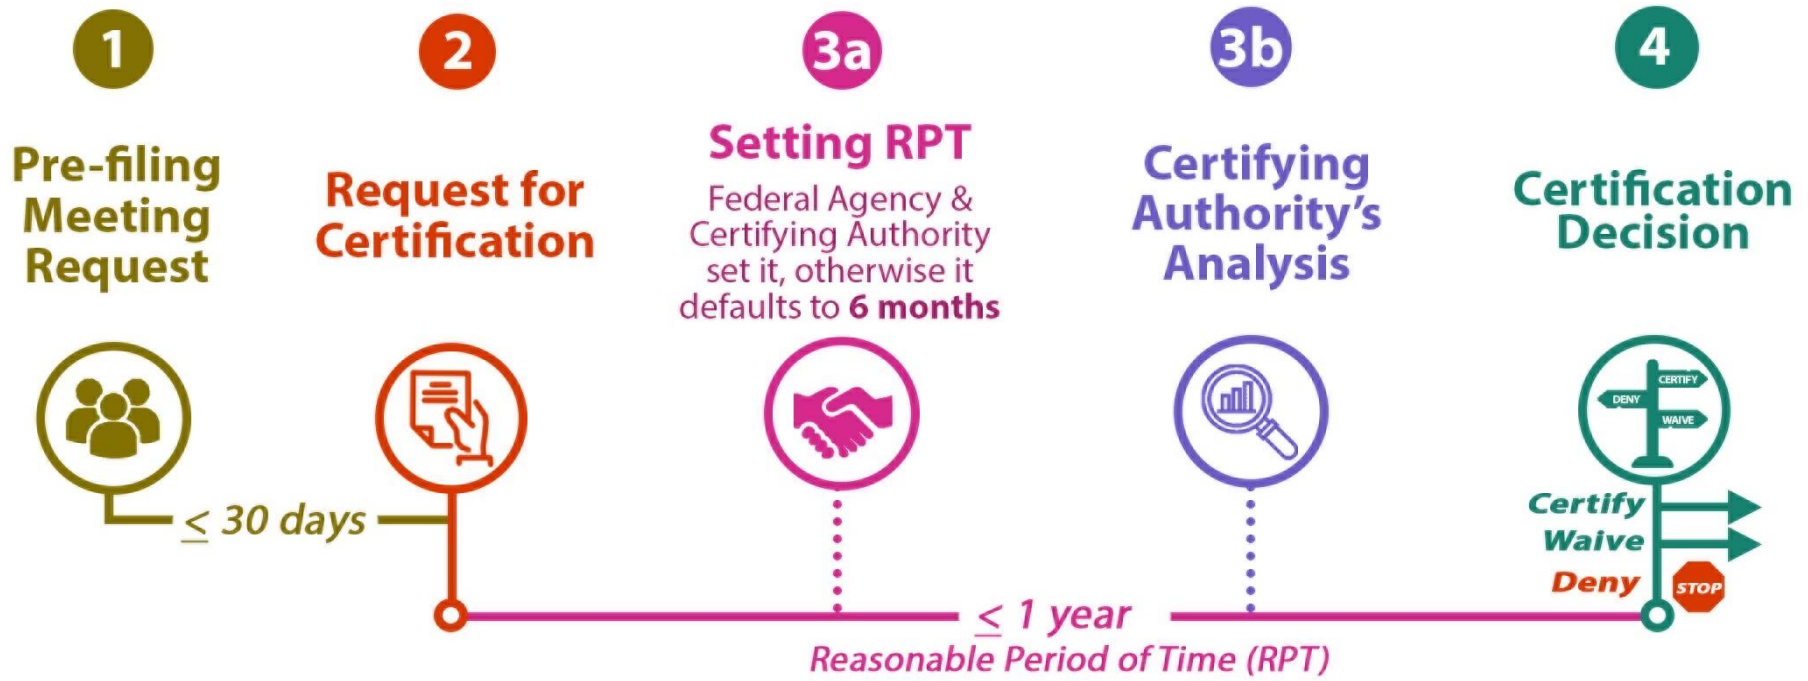 1
Pre-filing
Meeting
Request
≤ 30 days
2
Request for
Certification
3a
Setting RPT
Federal Agency &
Certifying Authority
set it, otherwise it
defaults to 6 months
3b
Certifying
Authority's
Analysis
≤ 1 year
Reasonable Period of Time (RPT)
4
Certification
Decision
CERTIFY
DENY
WAIVE
Certify
Waive
Deny
STOP